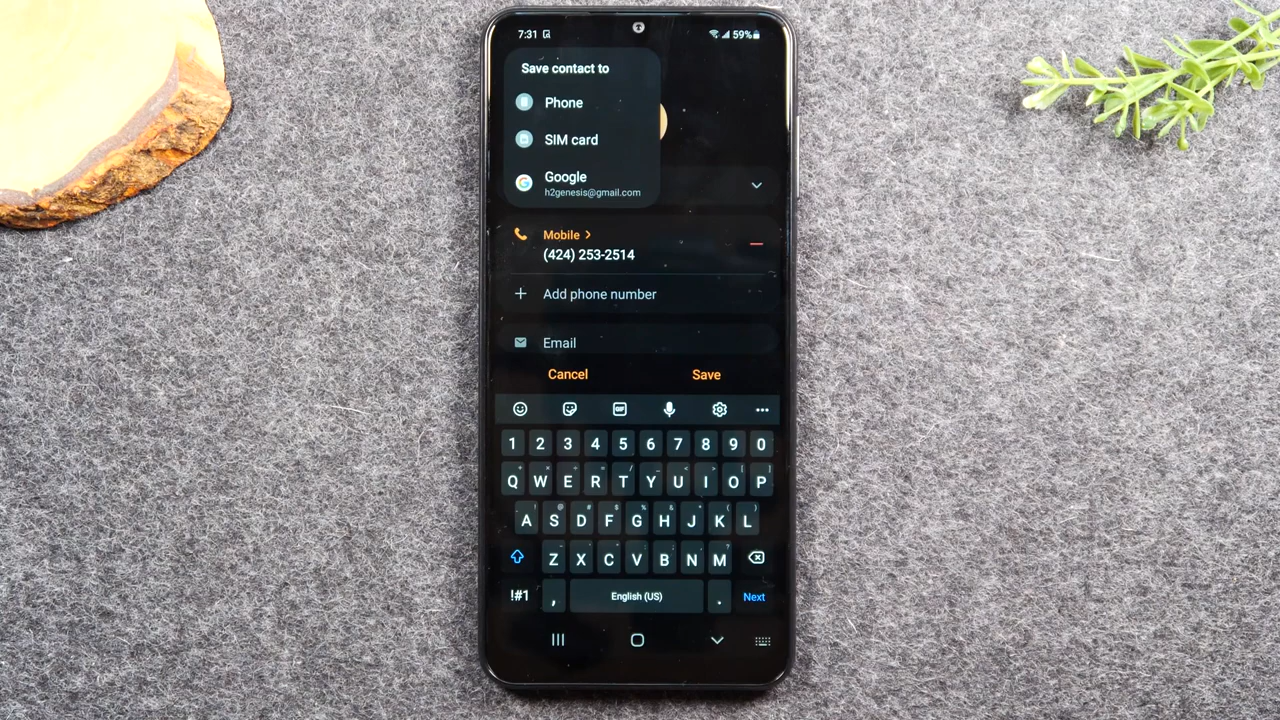 7:31 59%
Save contact to
Phone
SIM card
Google
h2genesis@gmail.com
Mobile >
(424) 253-2514
+ Add phone number
Email
Cancel Save
GIF
1 2 3 4 5 6 7 8 9 0
Q W E R T Y U I O P
A S D F G H J K L
Z X C V B N M
!#1 , English (US) . Next